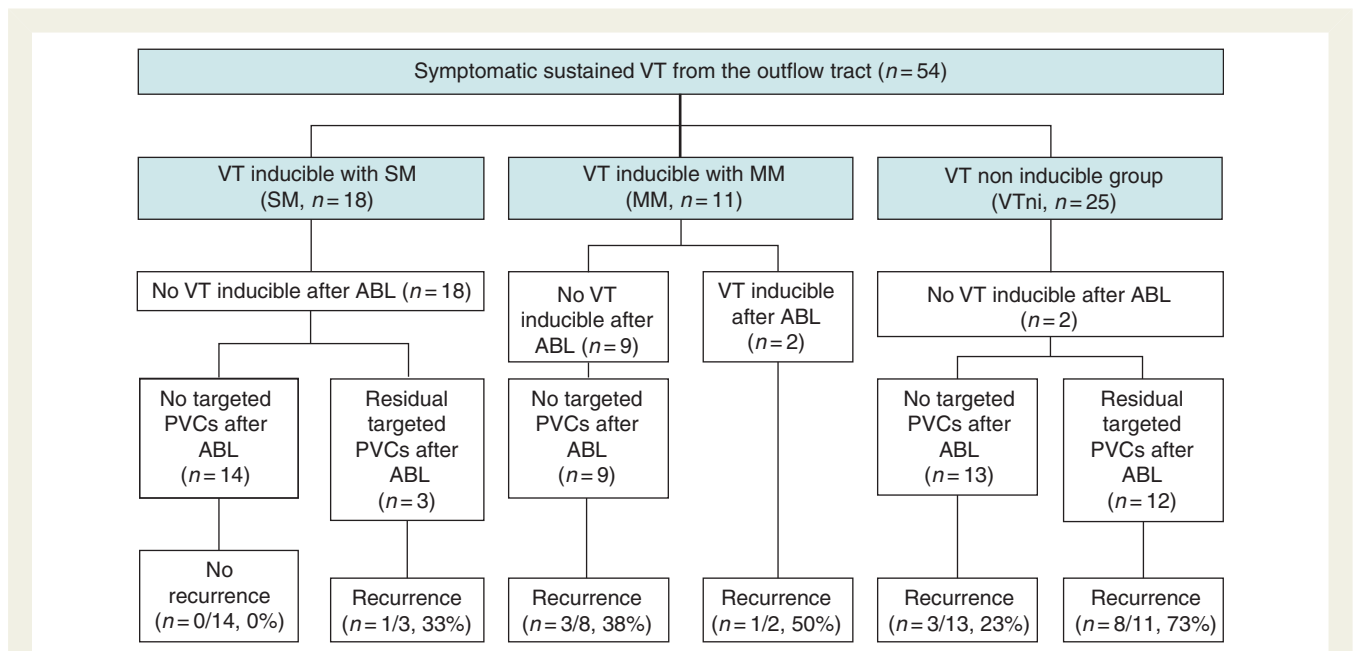 Symptomatic sustained VT from the outflow tract (n=54)
VT inducible with SM
(SM, n=18)
VT inducible with MM
(MM, n=11)
VT non inducible group
(VTni, n=25)
No VT inducible after ABL (n=18)
No VT
inducible after
ABL (n=9)
VT inducible
after ABL
(n=2)
No VT inducible after ABL
(n=2)
No targeted
PVCs after
ABL
(n=14)
Residual
targeted
PVCs after
ABL
(n=3)
No targeted
PVCs after
ABL
(n=9)
No targeted
PVCs after
ABL
(n=13)
Residual
targeted
PVCs after
ABL
(n=12)
No
recurrence
(n=0/14, 0%)
Recurrence
(n=1/3, 33%)
Recurrence
(n=3/8, 38%)
Recurrence
(n=1/2, 50%)
Recurrence
(n=3/13, 23%)
Recurrence
(n=8/11, 73%)